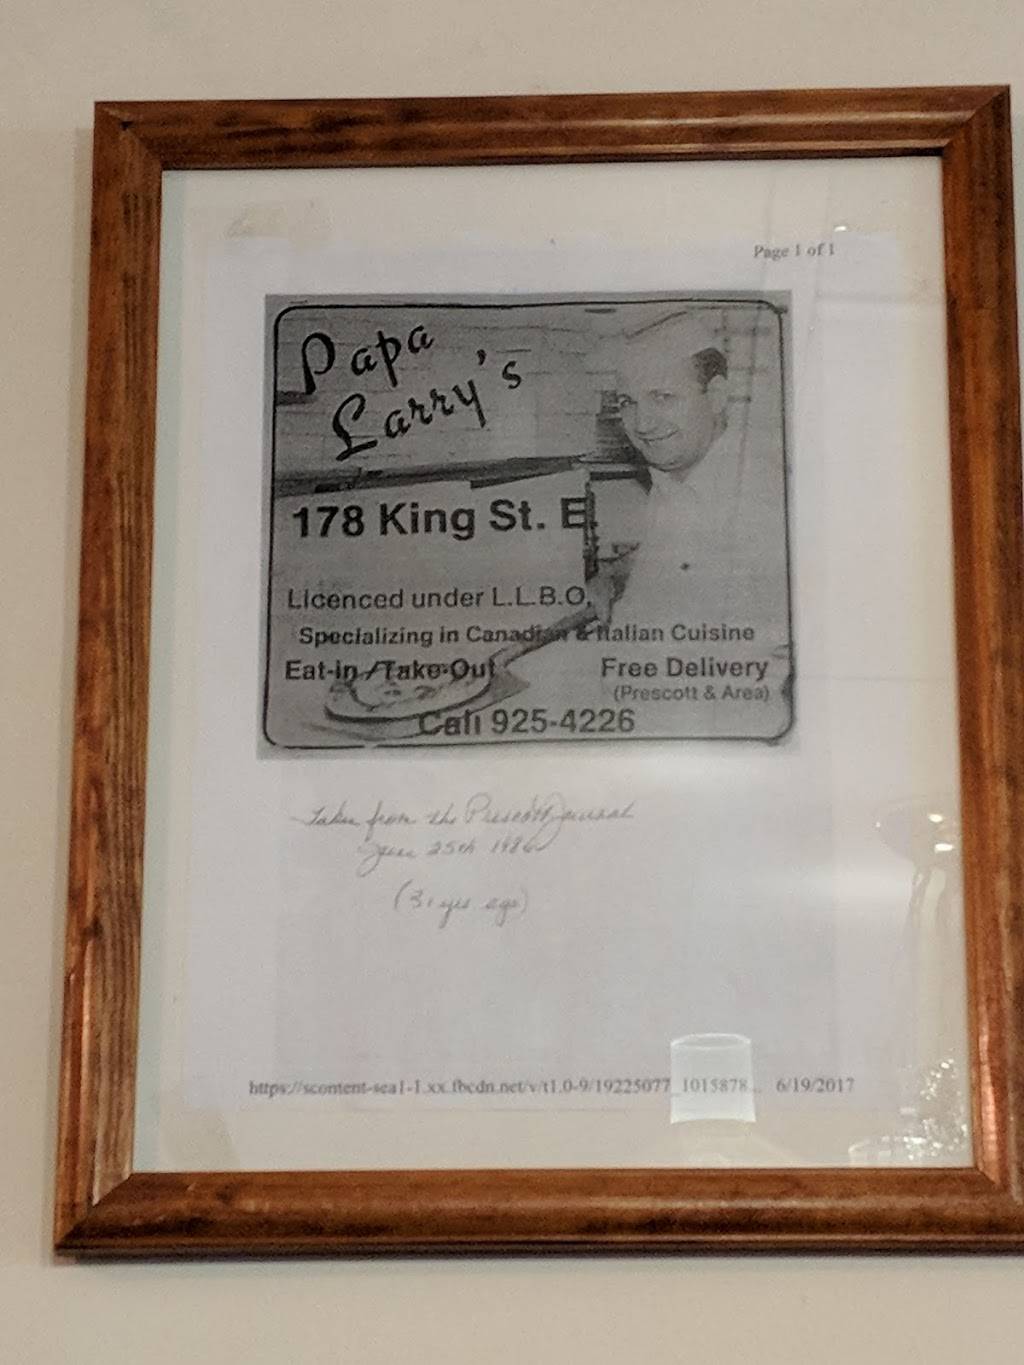 Page 1 of 1
Papa
Larry's
178 King St. E.
Licenced under L.L.B.O.
Specializing in Canadian & Italian Cuisine
Eat-in / Take-Out
Free Delivery
(Prescott & Area)
Call 925-4226
Taken from the Prescott Journal
June 25th 1986
(31 yrs ago)
https://scontent-sea1-1.xx.fbcdn.net/v/t1.0-9/19225077_1015878... 6/19/2017